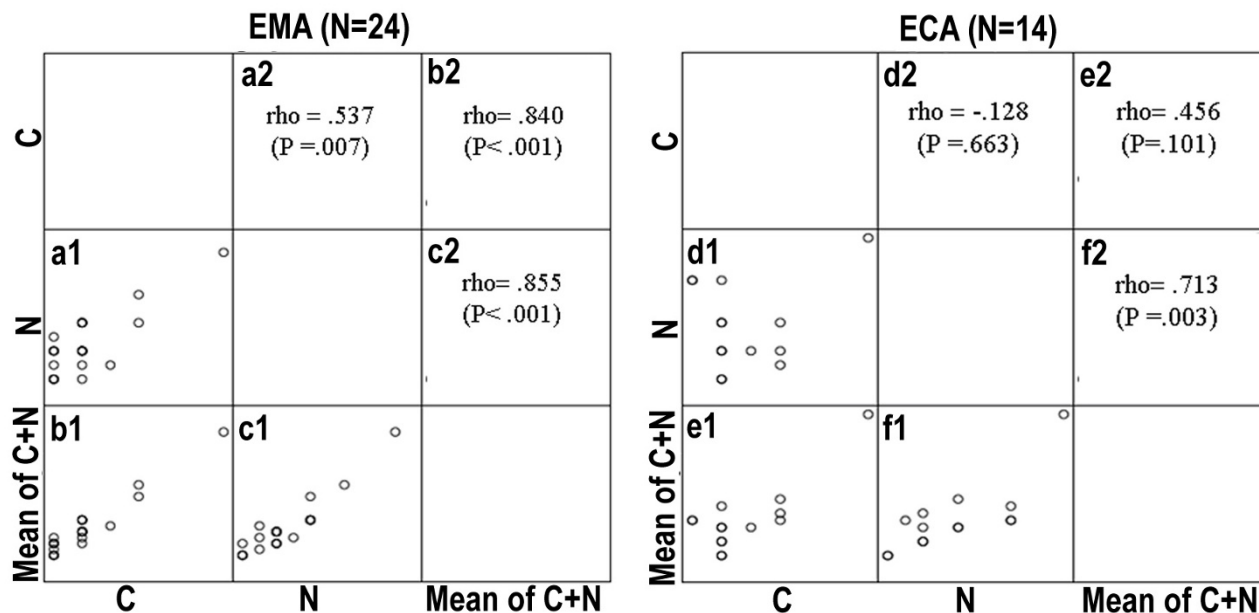 EMA (N=24)
a2
rho = .537
(P =.007)
b2
rho= .840
(P< .001)
C
a1
c2
rho= .855
(P< .001)
N
b1
c1
Mean of C+N
C
N
Mean of C+N
ECA (N=14)
d2
rho = -.128
(P =.663)
e2
rho= .456
(P=.101)
C
d1
f2
rho= .713
(P =.003)
N
e1
f1
Mean of C+N
C
N
Mean of C+N